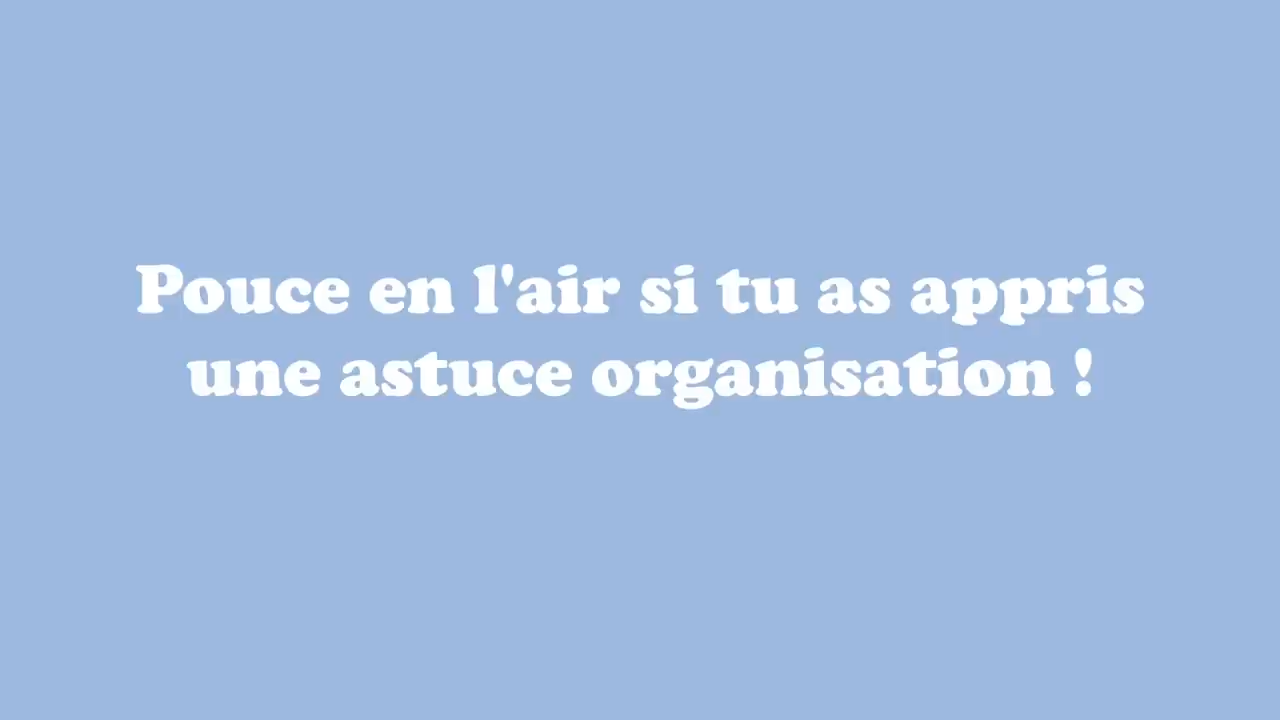 Pouce en l'air si tu as appris
une astuce organisation !